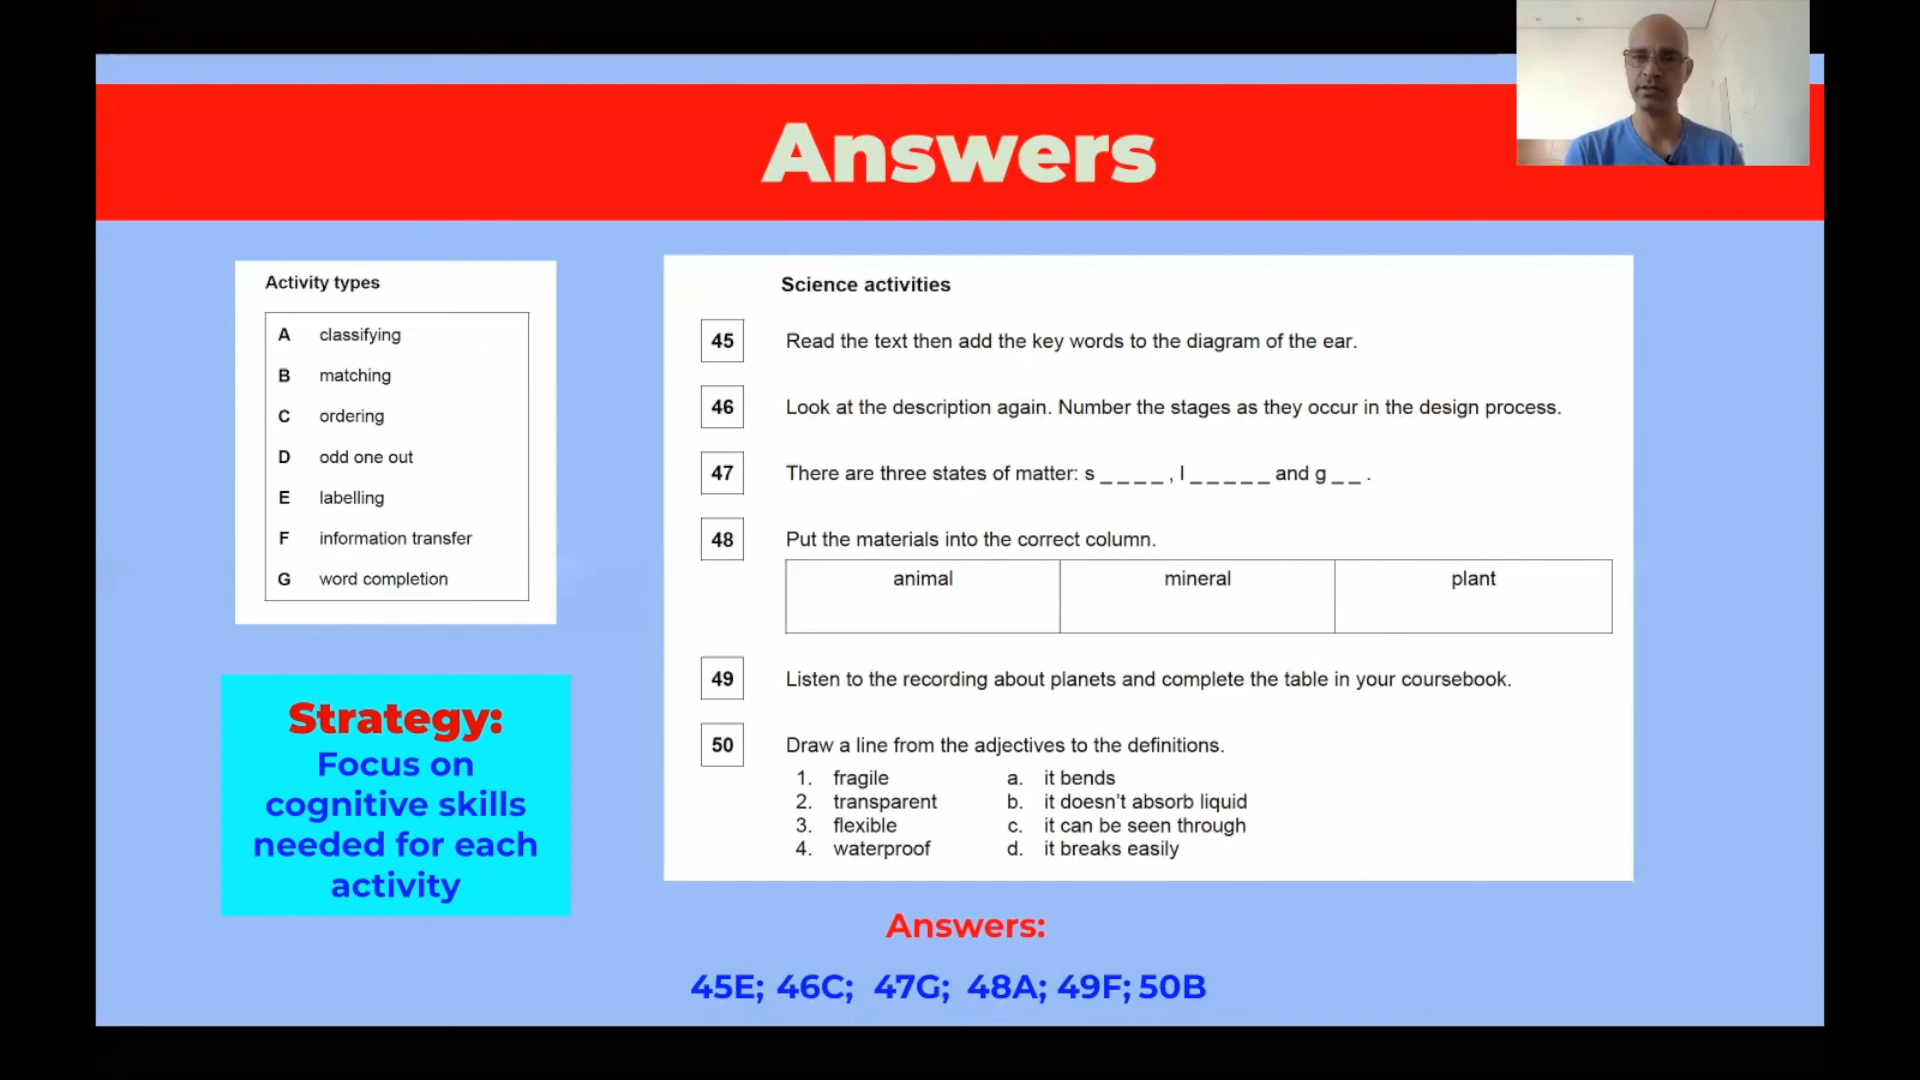 Answers
Activity types
A classifying
B matching
C ordering
D odd one out
E labelling
F information transfer
G word completion
Strategy:
Focus on
cognitive skills
needed for each
activity
Science activities
45 Read the text then add the key words to the diagram of the ear.
46 Look at the description again. Number the stages as they occur in the design process.
47 There are three states of matter: s _ _ _ _ , l _ _ _ _ _ and g _ _ .
48 Put the materials into the correct column.
animal mineral plant
49 Listen to the recording about planets and complete the table in your coursebook.
50 Draw a line from the adjectives to the definitions.
1. fragile a. it bends
2. transparent b. it doesn't absorb liquid
3. flexible c. it can be seen through
4. waterproof d. it breaks easily
Answers:
45E; 46C; 47G; 48A; 49F; 50B